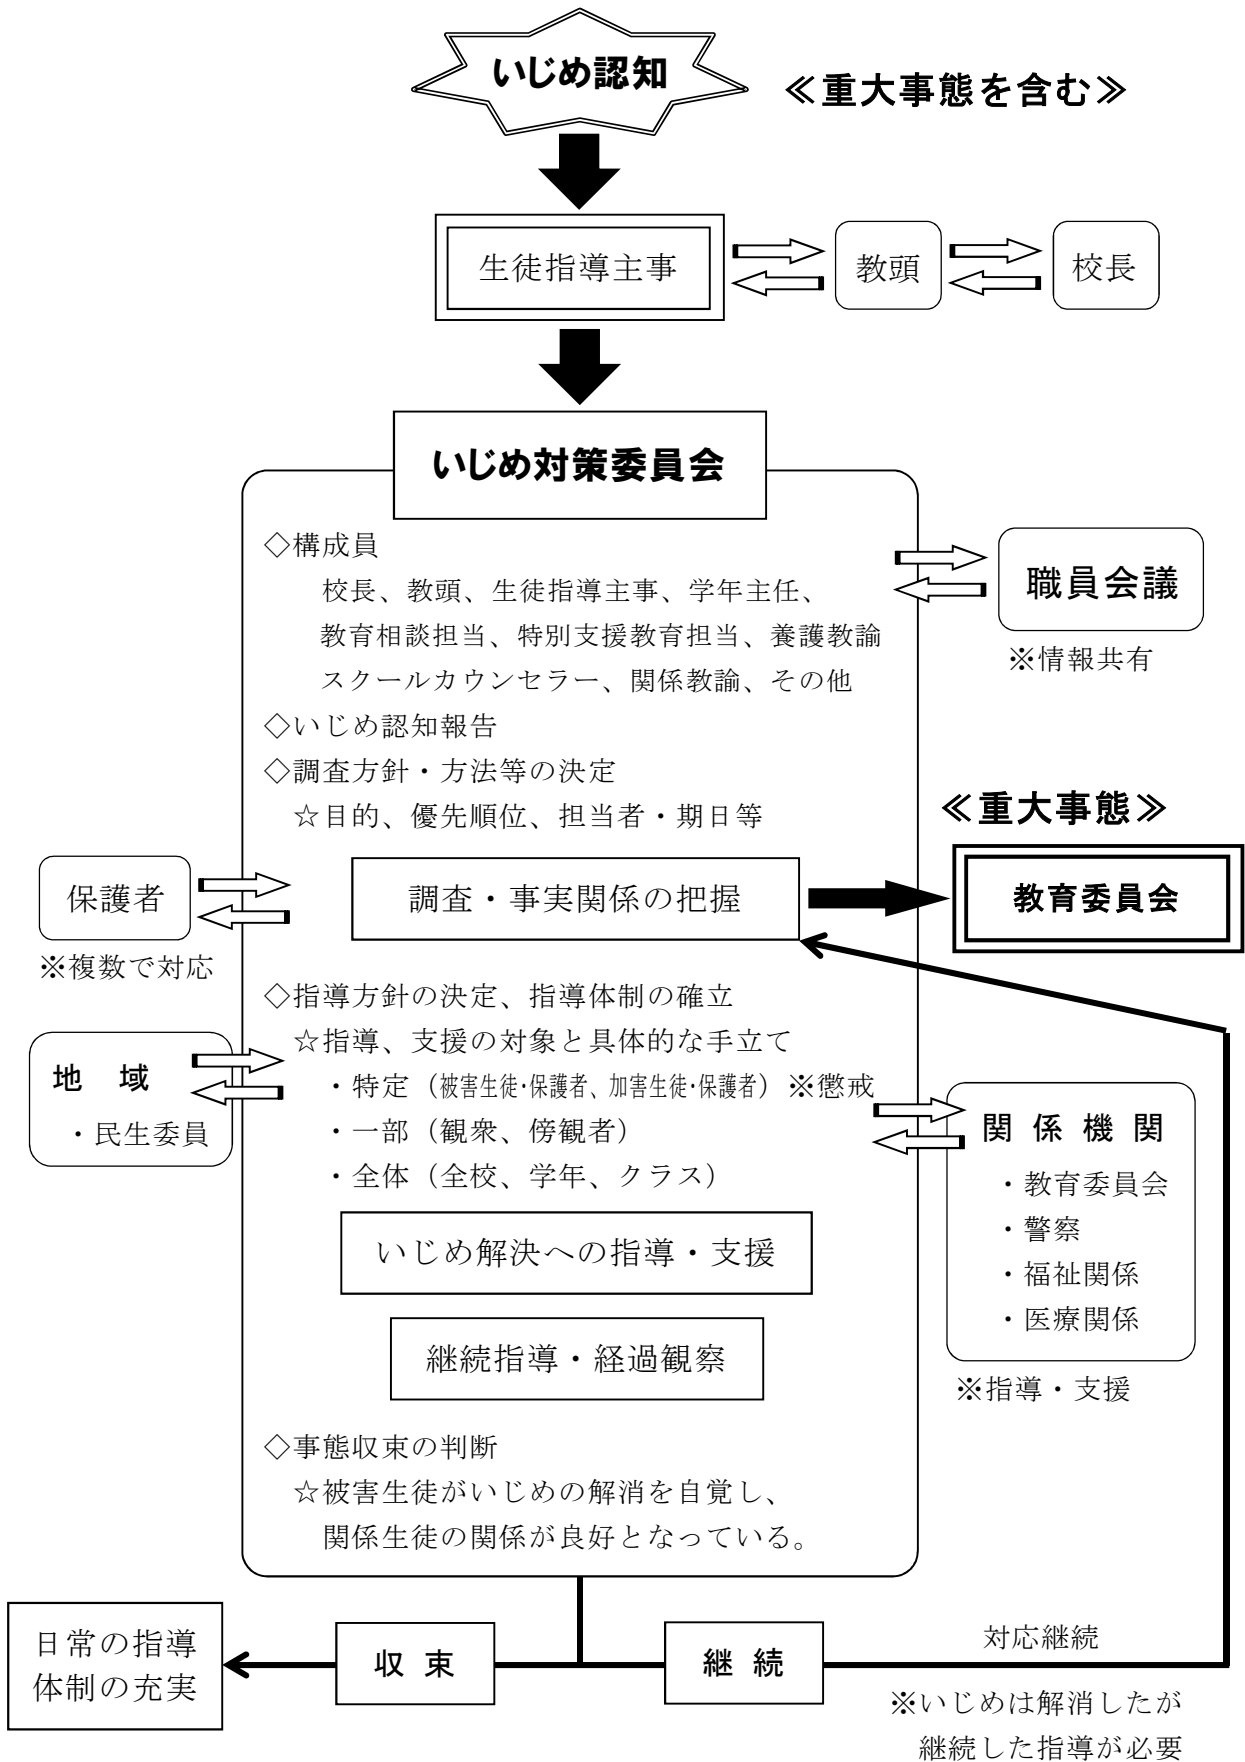 いじめ認知
≪重大事態を含む≫
生徒指導主事
教頭
校長
いじめ対策委員会
◇構成員
校長、教頭、生徒指導主事、学年主任、
教育相談担当、特別支援教育担当、養護教諭
スクールカウンセラー、関係教諭、その他
職員会議
※情報共有
◇いじめ認知報告
◇調査方針・方法等の決定
☆目的、優先順位、担当者・期日等
≪重大事態≫
保護者
※複数で対応
調査・事実関係の把握
教育委員会
◇指導方針の決定、指導体制の確立
☆指導、支援の対象と具体的な手立て
・特定（被害生徒・保護者、加害生徒・保護者）※懲戒
・一部（観衆、傍観者）
・全体（全校、学年、クラス）
地　域
・民生委員
関 係 機 関
・教育委員会
・警察
・福祉関係
・医療関係
※指導・支援
いじめ解決への指導・支援
継続指導・経過観察
◇事態収束の判断
☆被害生徒がいじめの解消を自覚し、
関係生徒の関係が良好となっている。
日常の指導
体制の充実
収 束
継 続
対応継続
※いじめは解消したが
継続した指導が必要